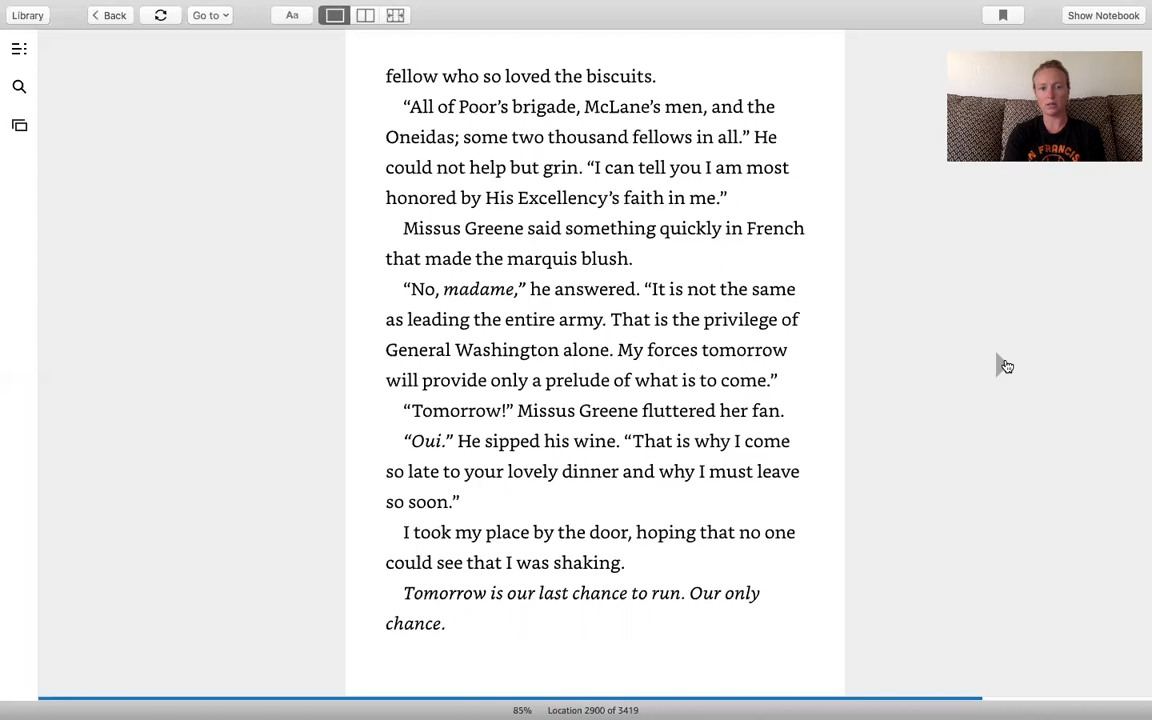 Library
Back
Go to
Aa
Show Notebook
fellow who so loved the biscuits.
“All of Poor’s brigade, McLane’s men, and the
Oneidas; some two thousand fellows in all.” He
could not help but grin. “I can tell you I am most
honored by His Excellency’s faith in me.”
Missus Greene said something quickly in French
that made the marquis blush.
“No, madame,” he answered. “It is not the same
as leading the entire army. That is the privilege of
General Washington alone. My forces tomorrow
will provide only a prelude of what is to come.”
“Tomorrow!” Missus Greene fluttered her fan.
“Oui.” He sipped his wine. “That is why I come
so late to your lovely dinner and why I must leave
so soon.”
I took my place by the door, hoping that no one
could see that I was shaking.
Tomorrow is our last chance to run. Our only
chance.
85% Location 2900 of 3419